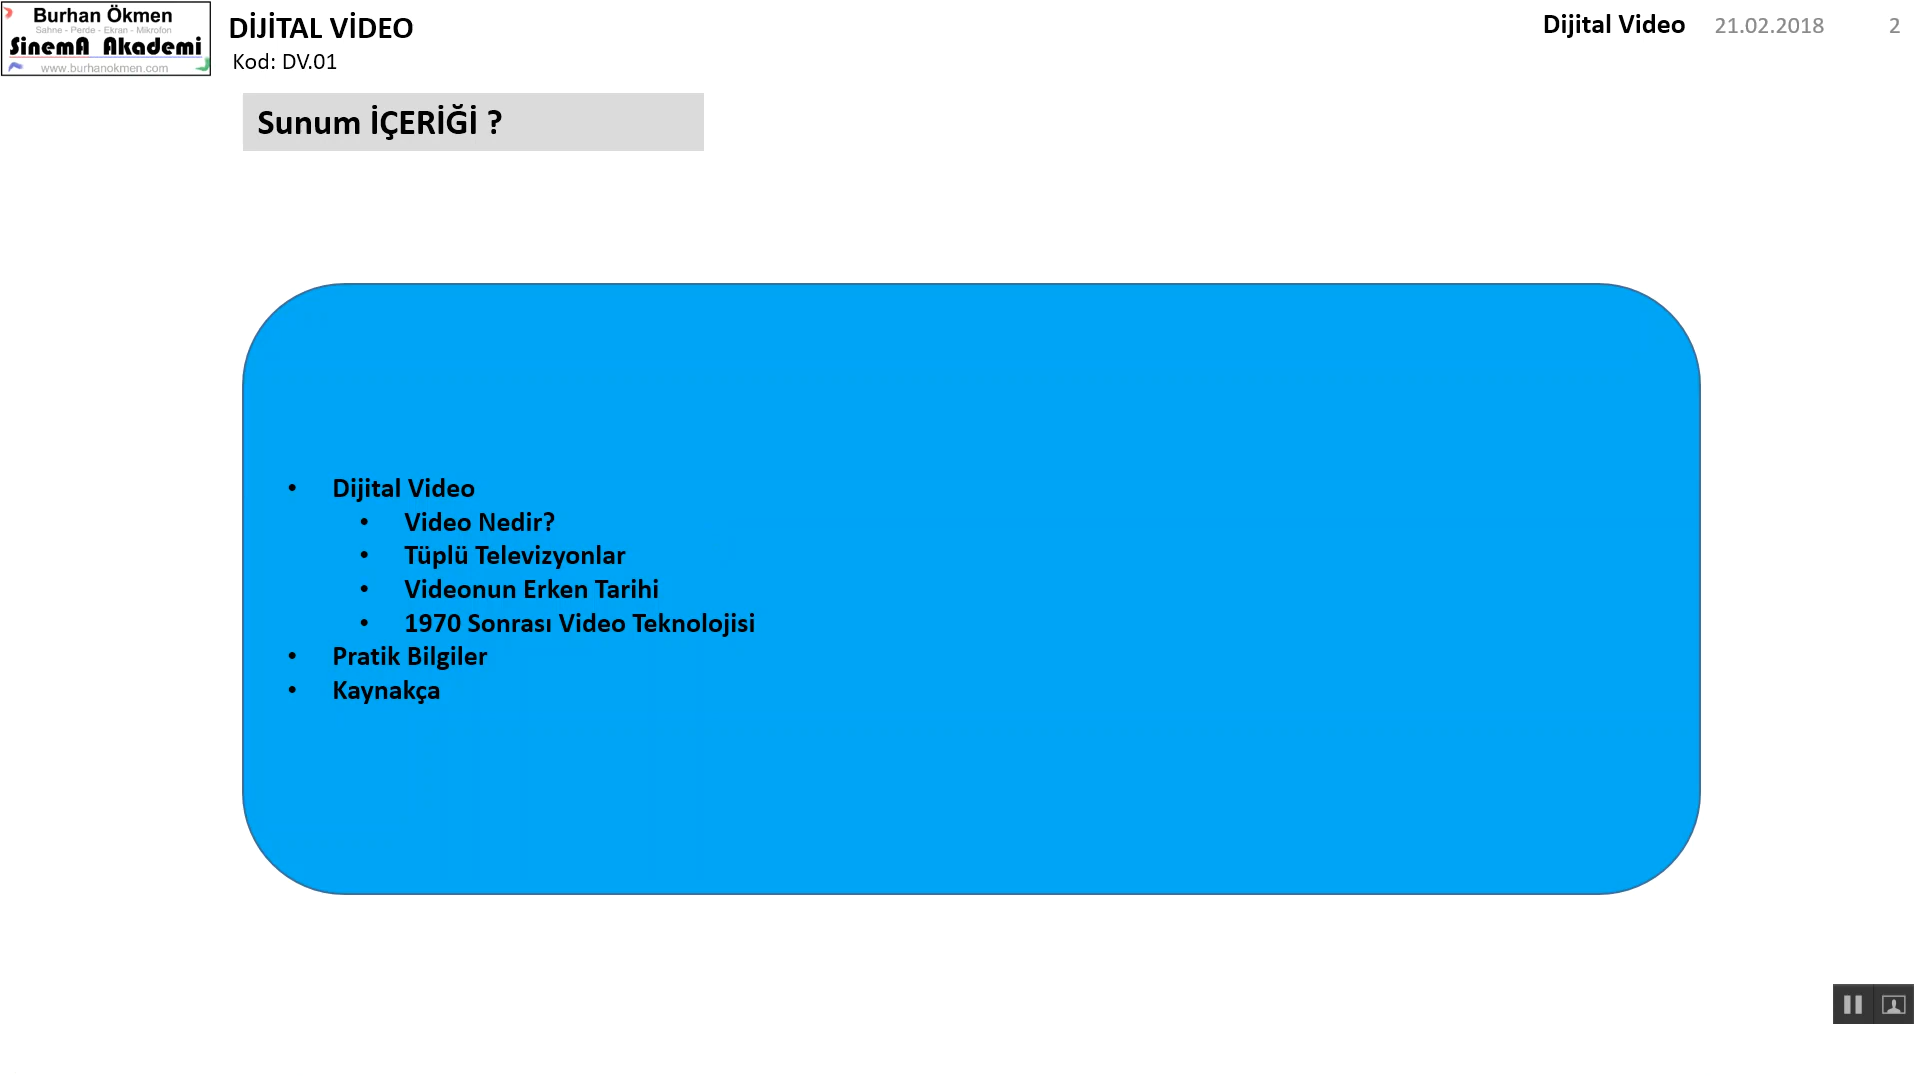 Burhan Ökmen
Sahne - Perde - Ekran - Mikrofon
SinemA Akademi
www.burhanokmen.com
DİJİTAL VİDEO
Kod: DV.01
Dijital Video 21.02.2018 2
Sunum İÇERİĞİ ?
• Dijital Video
• Video Nedir?
• Tüplü Televizyonlar
• Videonun Erken Tarihi
• 1970 Sonrası Video Teknolojisi
• Pratik Bilgiler
• Kaynakça